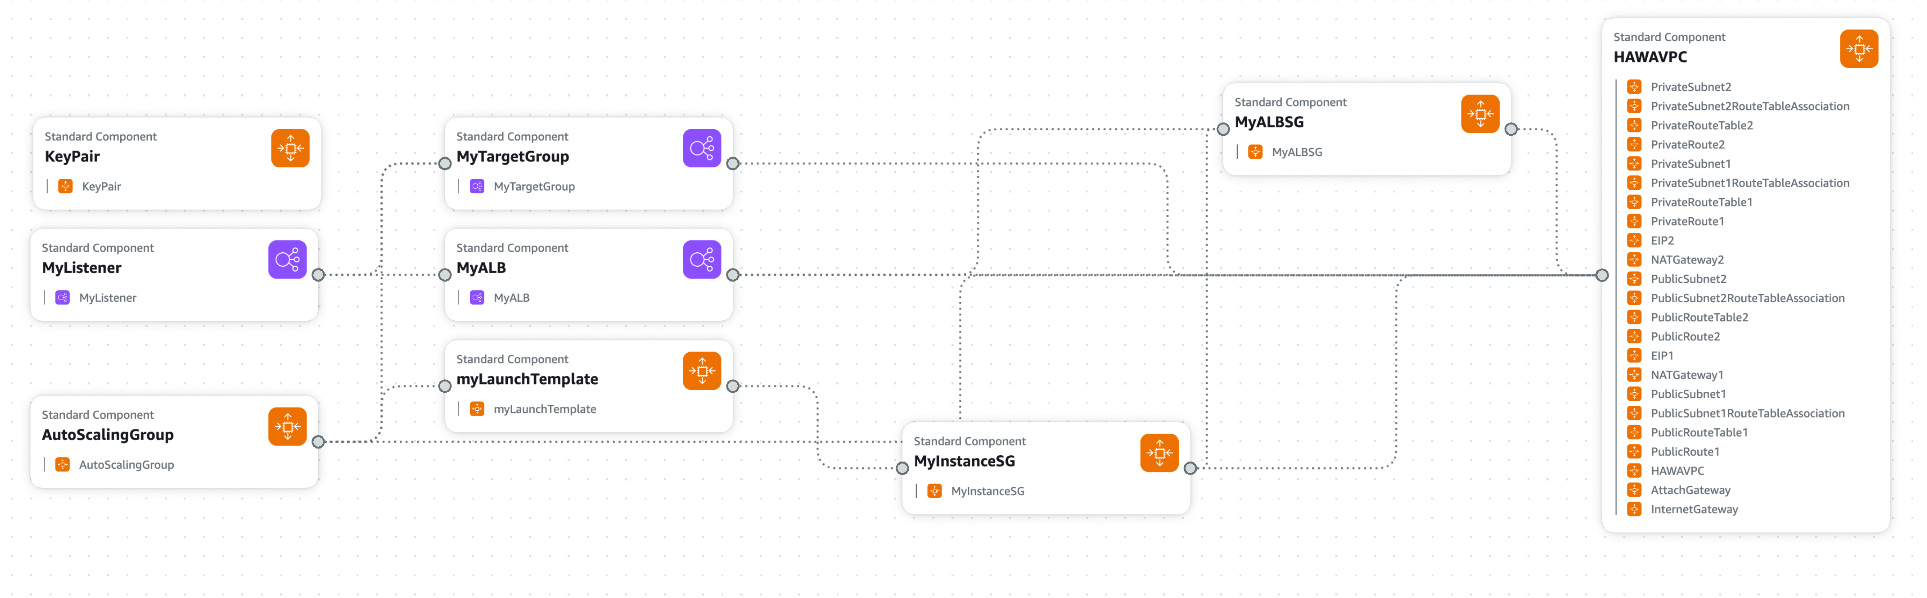 Standard Component
KeyPair
KeyPair
Standard Component
MyListener
MyListener
Standard Component
AutoScalingGroup
AutoScalingGroup
Standard Component
MyTargetGroup
MyTargetGroup
Standard Component
MyALB
MyALB
Standard Component
myLaunchTemplate
myLaunchTemplate
Standard Component
MyInstanceSG
MyInstanceSG
Standard Component
MyALBSG
MyALBSG
Standard Component
HAWAVPC
PrivateSubnet2
PrivateSubnet2RouteTableAssociation
PrivateRouteTable2
PrivateRoute2
PrivateSubnet1
PrivateSubnet1RouteTableAssociation
PrivateRouteTable1
PrivateRoute1
EIP2
NATGateway2
PublicSubnet2
PublicSubnet2RouteTableAssociation
PublicRouteTable2
PublicRoute2
EIP1
NATGateway1
PublicSubnet1
PublicSubnet1RouteTableAssociation
PublicRouteTable1
PublicRoute1
HAWAVPC
AttachGateway
InternetGateway